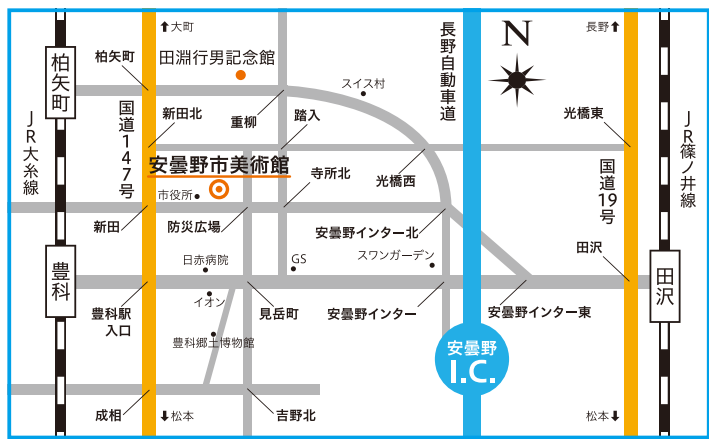 大町
長野
N
柏矢町
柏矢町
田淵行男記念館
長野自動車道
スイス村
国道147号
新田北
重柳
踏入
光橋東
JR大糸線
JR篠ノ井線
安曇野市美術館
寺所北
光橋西
国道19号
市役所
新田
防災広場
安曇野インター北
田沢
日赤病院
GS
スワンガーデン
豊科
田沢
イオン
豊科駅
入口
見岳町
安曇野インター
安曇野インター東
豊科郷土博物館
安曇野
I.C.
成相
松本
吉野北
松本